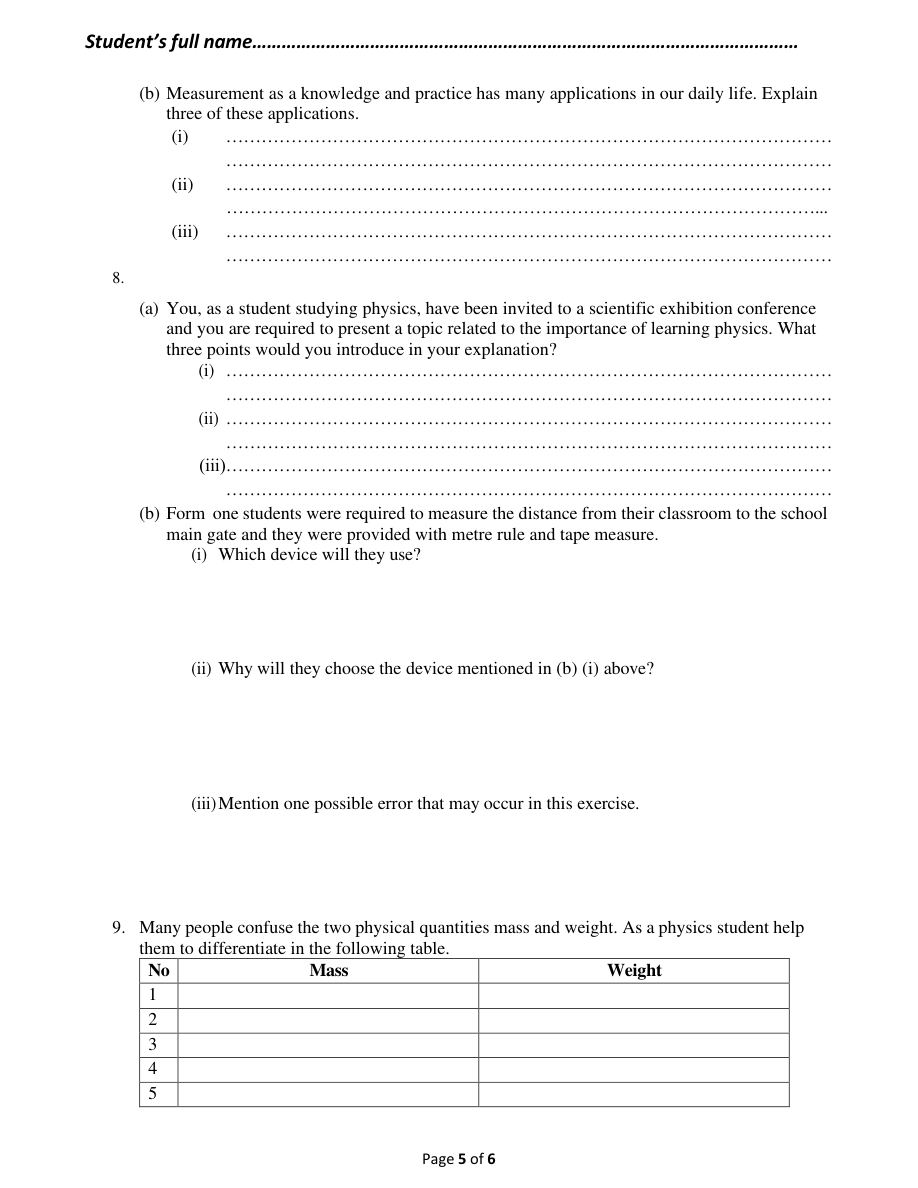 Student’s full name……………………………………………………………………………………
(b) Measurement as a knowledge and practice has many applications in our daily life. Explain
three of these applications.
(i) …………………………………………………………………………………………
…………………………………………………………………………………………
(ii) …………………………………………………………………………………………
………………………………………………………………………………………...
(iii) …………………………………………………………………………………………
…………………………………………………………………………………………
8.
(a) You, as a student studying physics, have been invited to a scientific exhibition conference
and you are required to present a topic related to the importance of learning physics. What
three points would you introduce in your explanation?
(i) …………………………………………………………………………………………
…………………………………………………………………………………………
(ii) …………………………………………………………………………………………
…………………………………………………………………………………………
(iii)…………………………………………………………………………………………
…………………………………………………………………………………………
(b) Form one students were required to measure the distance from their classroom to the school
main gate and they were provided with metre rule and tape measure.
(i) Which device will they use?
(ii) Why will they choose the device mentioned in (b) (i) above?
(iii) Mention one possible error that may occur in this exercise.
9. Many people confuse the two physical quantities mass and weight. As a physics student help
them to differentiate in the following table.
No Mass Weight
1
2
3
4
5
Page 5 of 6